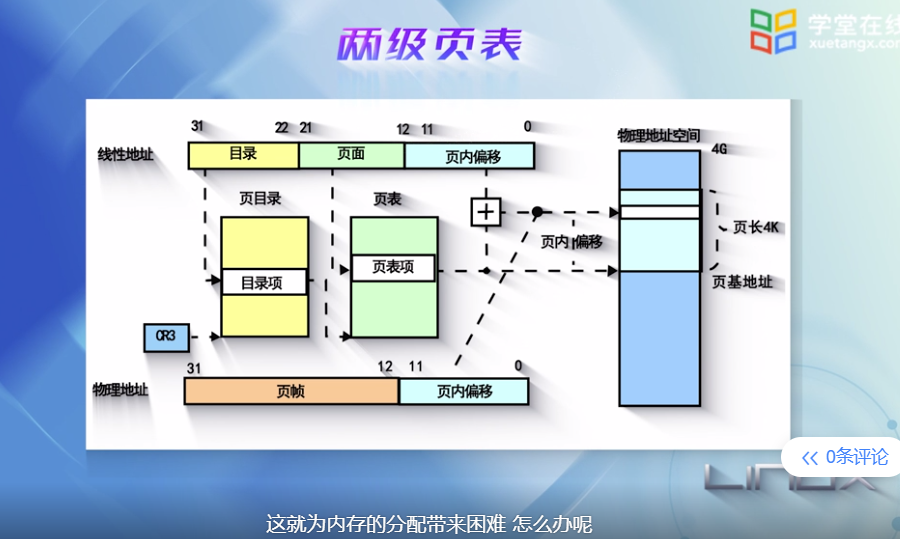 两级页表
学堂在线
xuetangx.com
31 22 21 12 11 0
线性地址 目录 页面 页内偏移
物理地址空间
4G
页目录 页表
目录项 页表项
页内偏移
页长4K
页基地址
CR3
31 12 11 0
物理地址 页帧 页内偏移
0条评论
LINUX
这就为内存的分配带来困难 怎么办呢